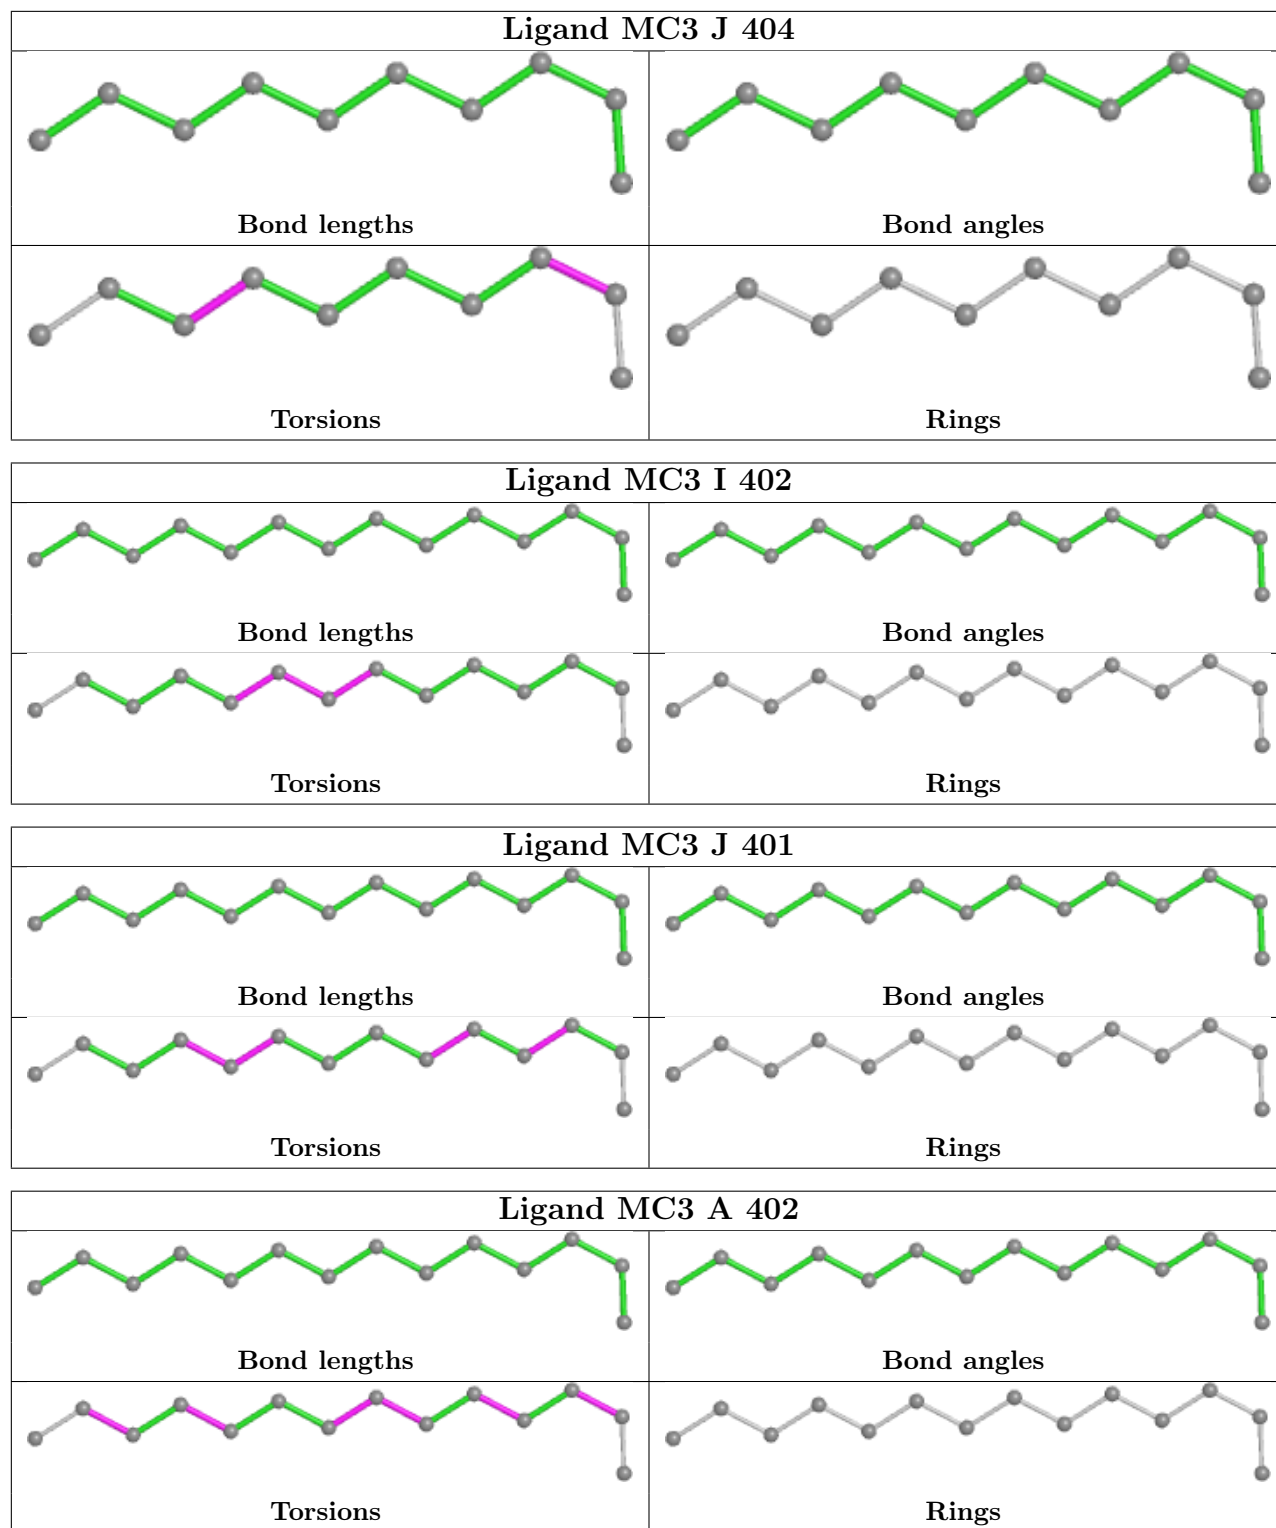 Ligand MC3 J 404
Bond lengths
Bond angles
Torsions
Rings
Ligand MC3 I 402
Bond lengths
Bond angles
Torsions
Rings
Ligand MC3 J 401
Bond lengths
Bond angles
Torsions
Rings
Ligand MC3 A 402
Bond lengths
Bond angles
Torsions
Rings